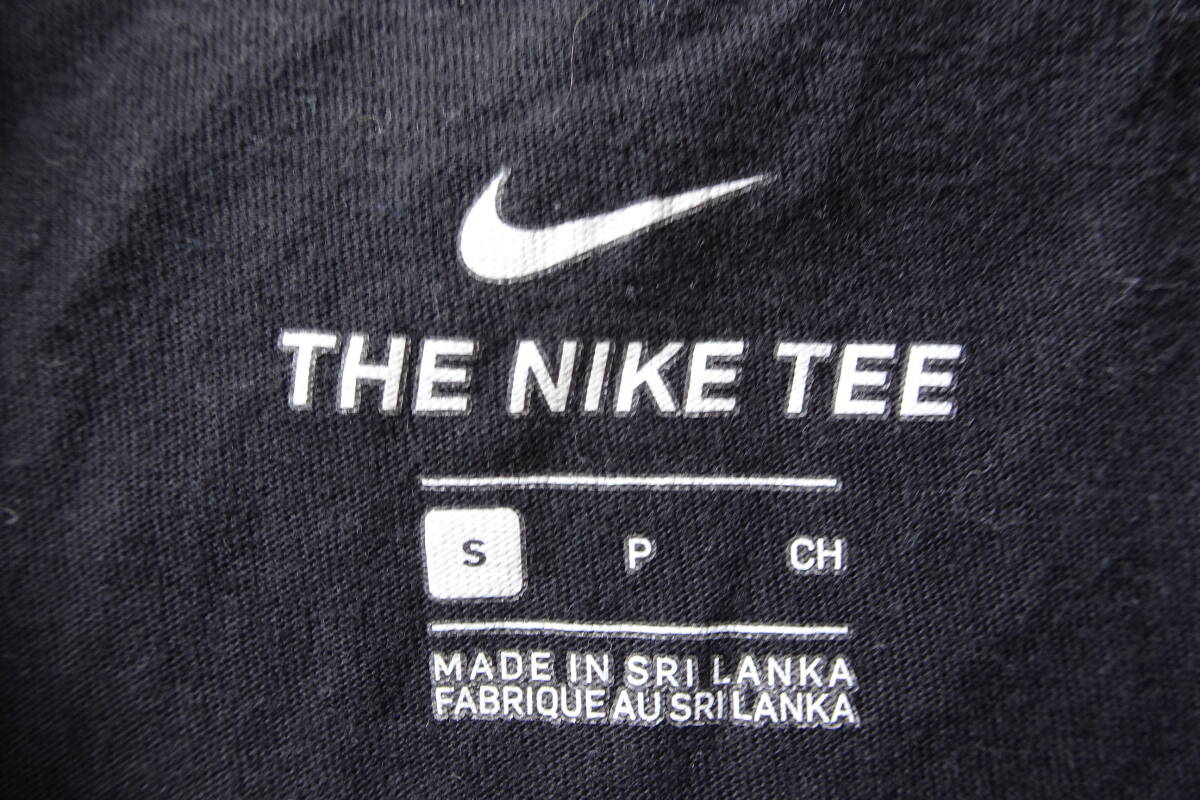 THE NIKE TEE
S P CH
MADE IN SRI LANKA
FABRIQUE AU SRI LANKA